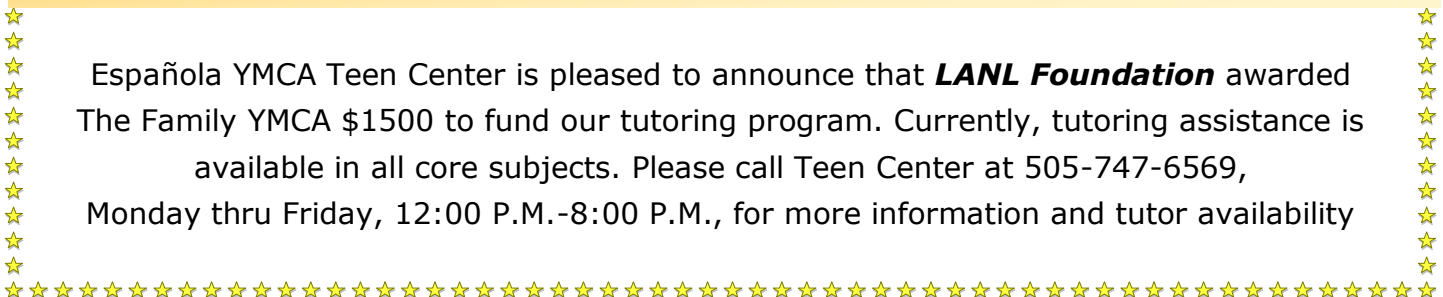 Española YMCA Teen Center is pleased to announce that LANL Foundation awarded
The Family YMCA $1500 to fund our tutoring program. Currently, tutoring assistance is
available in all core subjects. Please call Teen Center at 505-747-6569,
Monday thru Friday, 12:00 P.M.-8:00 P.M., for more information and tutor availability